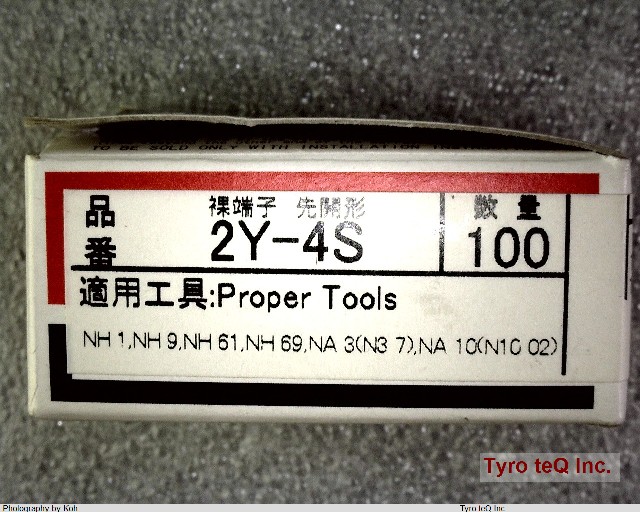 TO BE SOLD ONLY WITH INSTALLATION
品番
裸端子 先開形
2Y-4S
数量
100
適用工具:Proper Tools
NH 1,NH 9,NH 61,NH 69,NA 3(N3 7),NA 10(N10 02)
Tyro teQ Inc.
Photography by Koh
Tyro teQ Inc